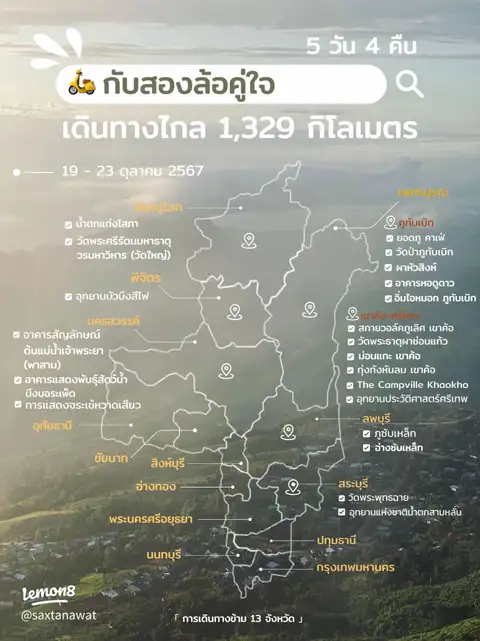 5 วัน 4 คืน
กับสองล้อคู่ใจ
เดินทางไกล 1,329 กิโลเมตร
19 - 23 ตุลาคม 2567
พิษณุโลก
น้ำตกแก่งโสภา
วัดพระศรีรัตนมหาธาตุ
วรมหาวิหาร (วัดใหญ่)
พิจิตร
อุทยานบัวบึงสีไฟ
นครสวรรค์
อาคารสัญลักษณ์
ต้นแม่น้ำเจ้าพระยา
(พาสาน)
อาคารแสดงพันธุ์สัตว์น้ำ
บึงบอระเพ็ด
การแสดงจระเข้หวาดเสียว
อุทัยธานี
ชัยนาท
สิงห์บุรี
อ่างทอง
พระนครศรีอยุธยา
นนทบุรี
เพชรบูรณ์
ภูทับเบิก
ยอดภู คาเฟ่
วัดป่าภูทับเบิก
ผาหัวสิงห์
อาคารหอดูดาว
อิ่มไอหมอก ภูทับเบิก
สกายวอล์คภูเลิศ เขาค้อ
วัดพระธาตุผาซ่อนแก้ว
ม่อนแกะ เขาค้อ
ทุ่งกังหันลม เขาค้อ
The Campville Khaokho
อุทยานประวัติศาสตร์ศรีเทพ
ลพบุรี
ภูซับเหล็ก
อ่างซับเหล็ก
สระบุรี
วัดพระพุทธฉาย
อุทยานแห่งชาติน้ำตกสามหลั่น
ปทุมธานี
กรุงเทพมหานคร
lemon8
@saxtanawat
「 การเดินทางข้าม 13 จังหวัด 」